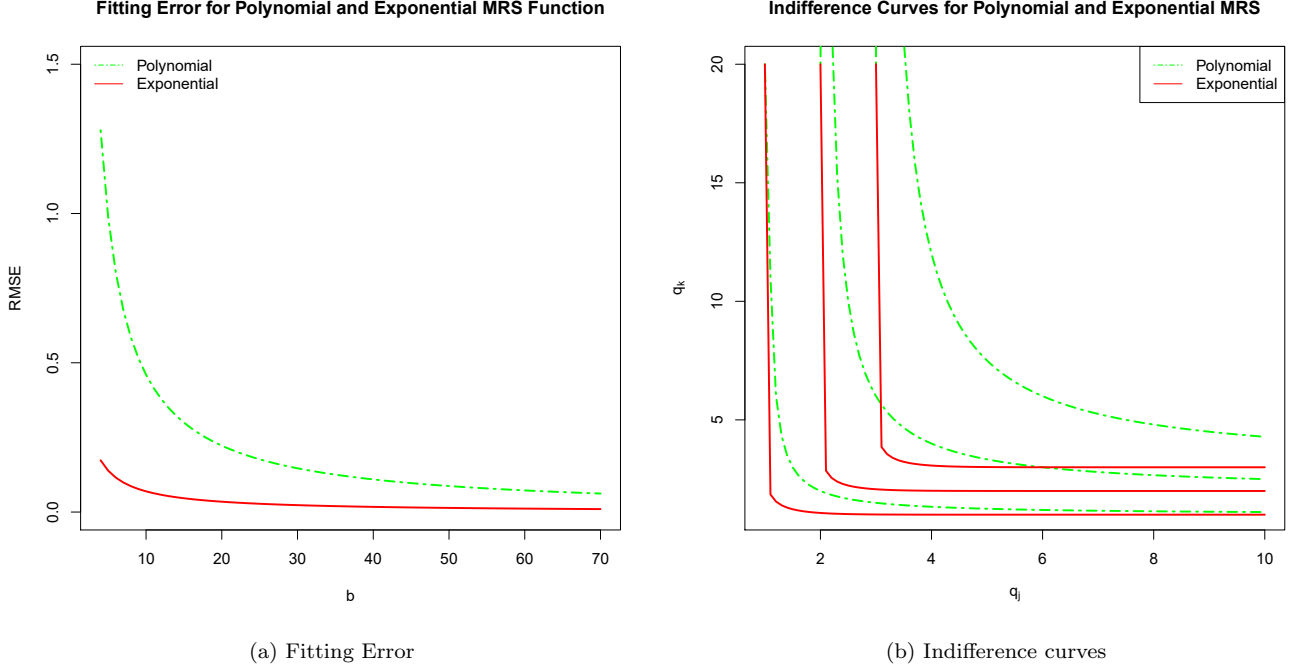 Fitting Error for Polynomial and Exponential MRS Function
1.5
1.0
0.5
0.0
RMSE
Polynomial
Exponential
10 20 30 40 50 60 70
b
(a) Fitting Error
Indifference Curves for Polynomial and Exponential MRS
20
15
10
5
q_k
Polynomial
Exponential
2 4 6 8 10
q_j
(b) Indifference curves